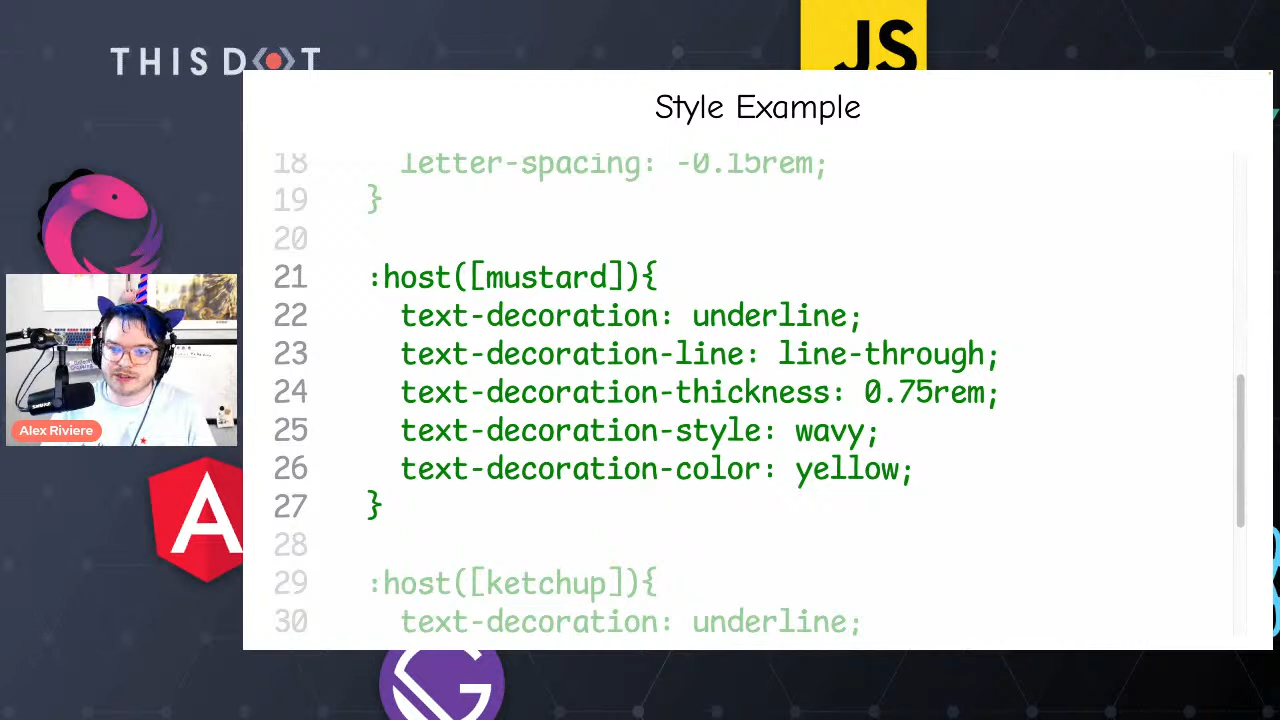 THIS DOT
JS
Style Example
18 letter-spacing: -0.15rem;
19 }
20
21 :host([mustard]){
22 text-decoration: underline;
23 text-decoration-line: line-through;
24 text-decoration-thickness: 0.75rem;
25 text-decoration-style: wavy;
26 text-decoration-color: yellow;
27 }
28
29 :host([ketchup]){
30 text-decoration: underline;
SHURE
Alex Riviere
A
G